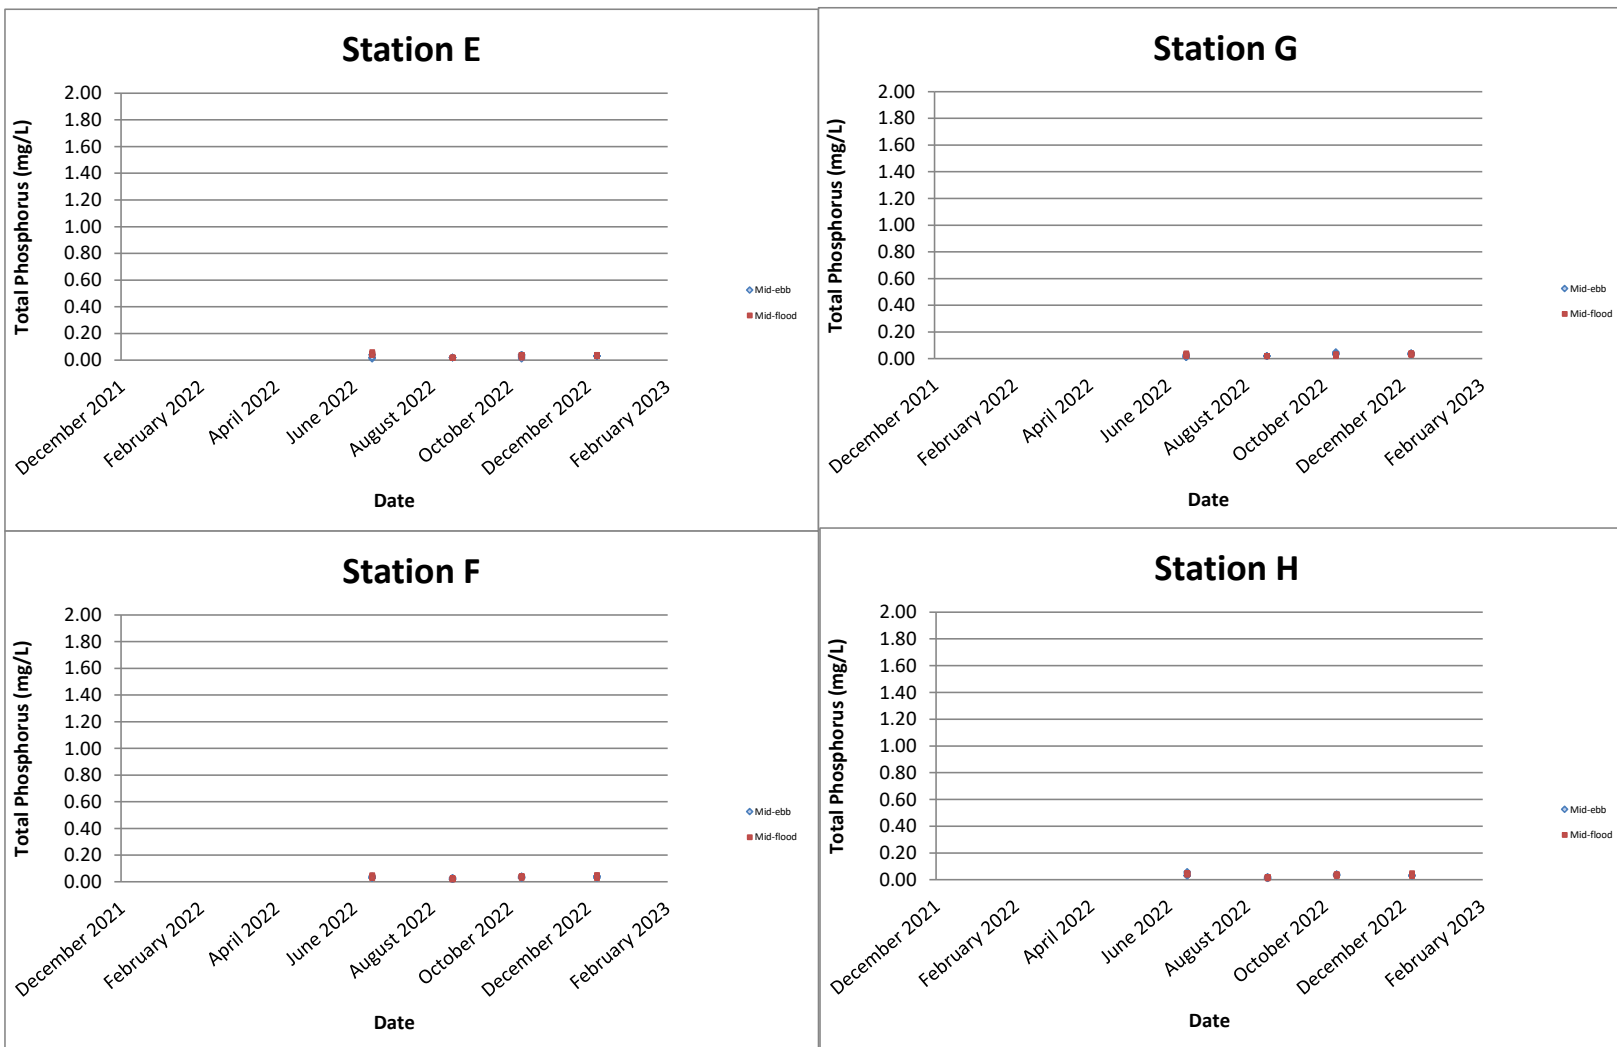 Station E
Total Phosphorus (mg/L)
2.00
1.80
1.60
1.40
1.20
1.00
0.80
0.60
0.40
0.20
0.00
December 2021
February 2022
April 2022
June 2022
August 2022
October 2022
December 2022
February 2023
Date
Mid-ebb
Mid-flood
Station G
Total Phosphorus (mg/L)
2.00
1.80
1.60
1.40
1.20
1.00
0.80
0.60
0.40
0.20
0.00
December 2021
February 2022
April 2022
June 2022
August 2022
October 2022
December 2022
February 2023
Date
Mid-ebb
Mid-flood
Station F
Total Phosphorus (mg/L)
2.00
1.80
1.60
1.40
1.20
1.00
0.80
0.60
0.40
0.20
0.00
December 2021
February 2022
April 2022
June 2022
August 2022
October 2022
December 2022
February 2023
Date
Mid-ebb
Mid-flood
Station H
Total Phosphorus (mg/L)
2.00
1.80
1.60
1.40
1.20
1.00
0.80
0.60
0.40
0.20
0.00
December 2021
February 2022
April 2022
June 2022
August 2022
October 2022
December 2022
February 2023
Date
Mid-ebb
Mid-flood